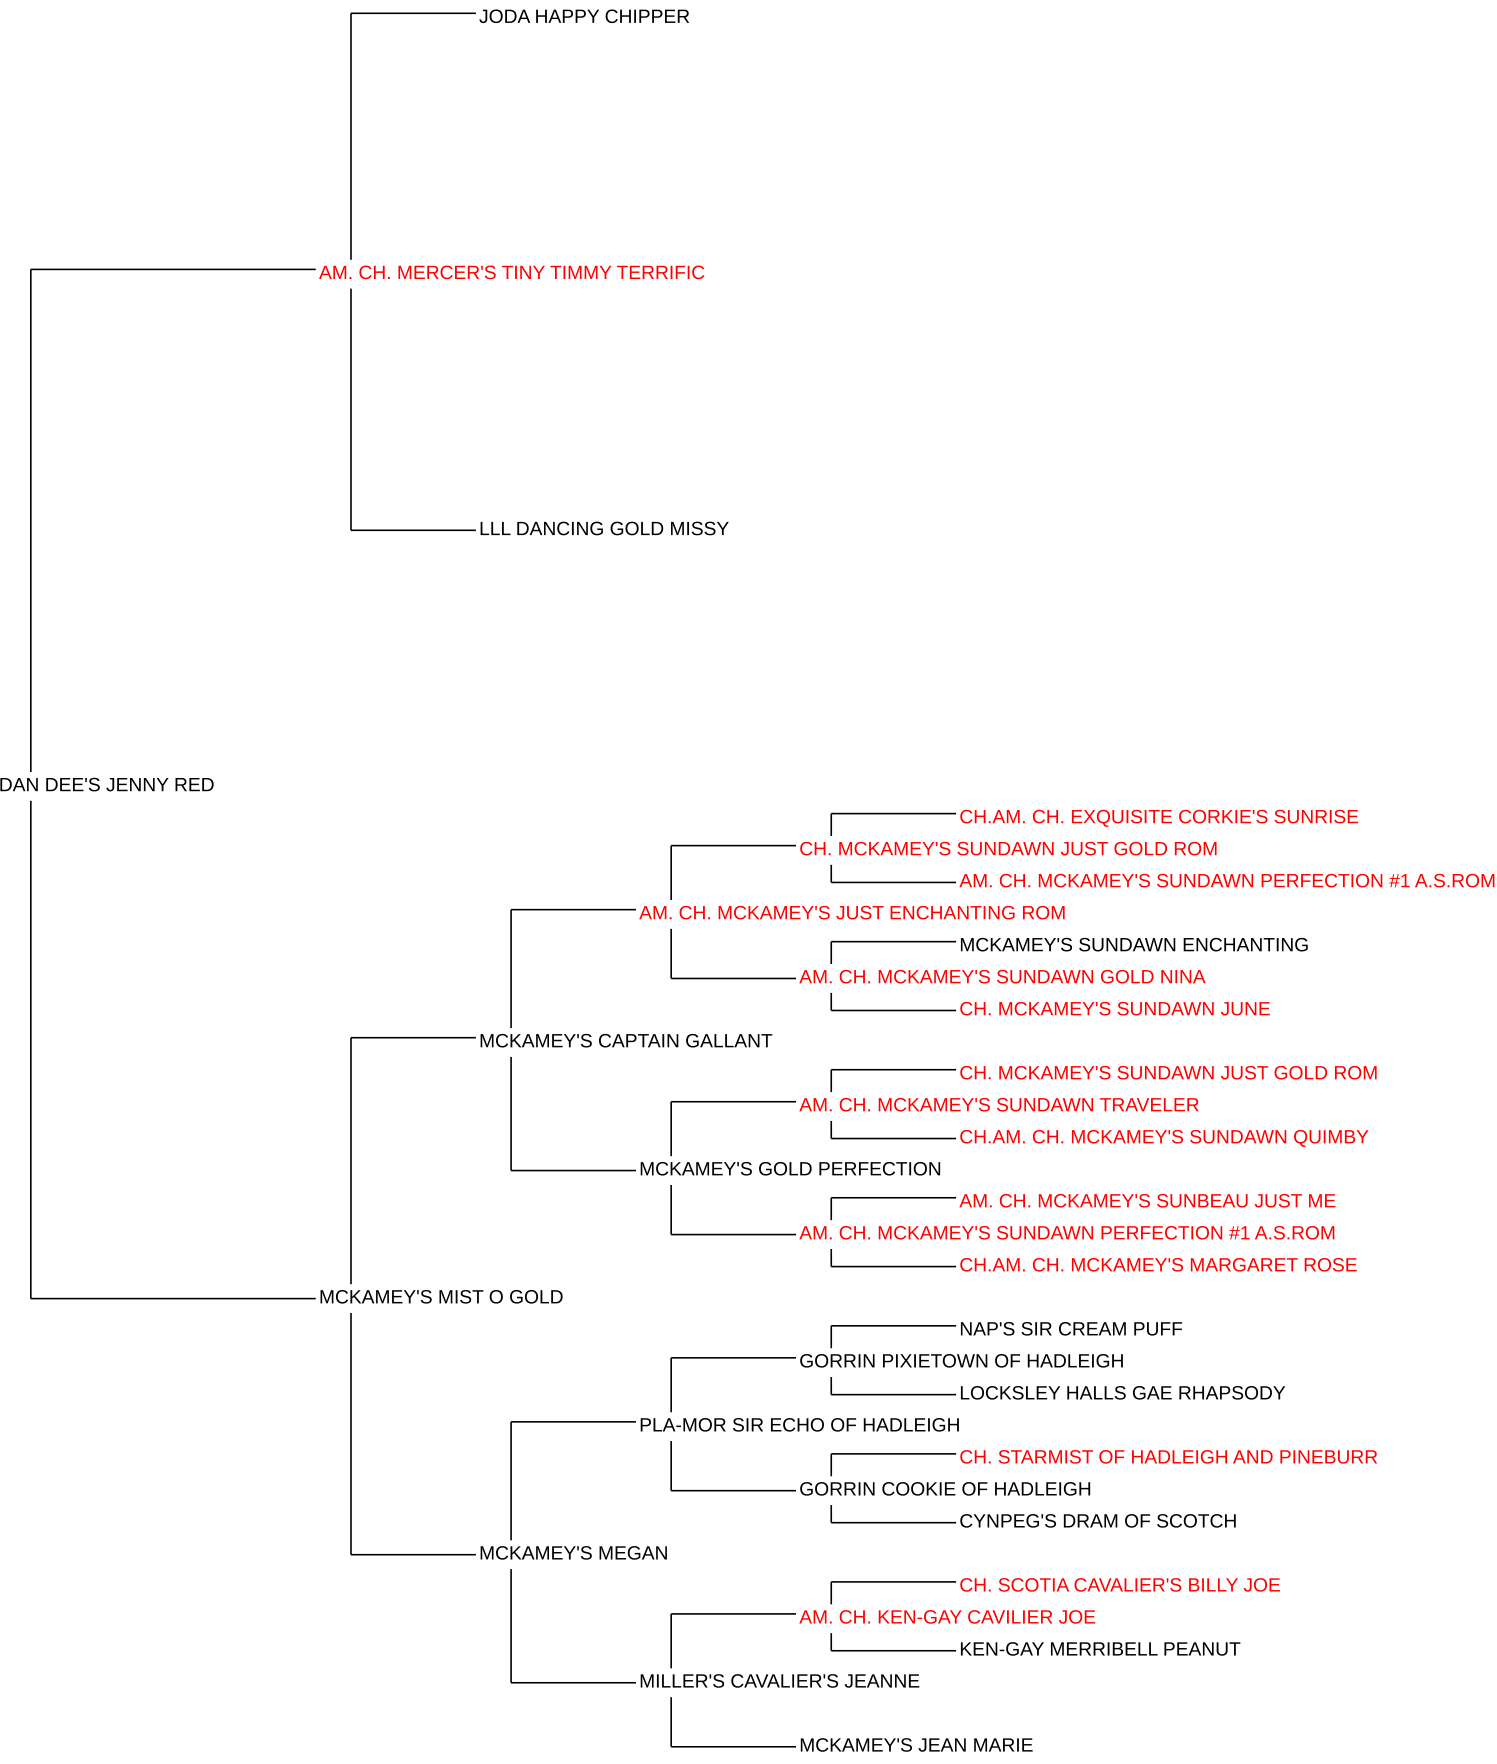 JODA HAPPY CHIPPER
AM. CH. MERCER'S TINY TIMMY TERRIFIC
LLL DANCING GOLD MISSY
DAN DEE'S JENNY RED
CH.AM. CH. EXQUISITE CORKIE'S SUNRISE
CH. MCKAMEY'S SUNDAWN JUST GOLD ROM
AM. CH. MCKAMEY'S SUNDAWN PERFECTION #1 A.S.ROM
AM. CH. MCKAMEY'S JUST ENCHANTING ROM
MCKAMEY'S SUNDAWN ENCHANTING
AM. CH. MCKAMEY'S SUNDAWN GOLD NINA
CH. MCKAMEY'S SUNDAWN JUNE
MCKAMEY'S CAPTAIN GALLANT
CH. MCKAMEY'S SUNDAWN JUST GOLD ROM
AM. CH. MCKAMEY'S SUNDAWN TRAVELER
CH.AM. CH. MCKAMEY'S SUNDAWN QUIMBY
MCKAMEY'S GOLD PERFECTION
AM. CH. MCKAMEY'S SUNBEAU JUST ME
AM. CH. MCKAMEY'S SUNDAWN PERFECTION #1 A.S.ROM
CH.AM. CH. MCKAMEY'S MARGARET ROSE
MCKAMEY'S MIST O GOLD
NAP'S SIR CREAM PUFF
GORRIN PIXIETOWN OF HADLEIGH
LOCKSLEY HALLS GAE RHAPSODY
PLA-MOR SIR ECHO OF HADLEIGH
CH. STARMIST OF HADLEIGH AND PINEBURR
GORRIN COOKIE OF HADLEIGH
CYNPEG'S DRAM OF SCOTCH
MCKAMEY'S MEGAN
CH. SCOTIA CAVALIER'S BILLY JOE
AM. CH. KEN-GAY CAVILIER JOE
KEN-GAY MERRIBELL PEANUT
MILLER'S CAVALIER'S JEANNE
MCKAMEY'S JEAN MARIE